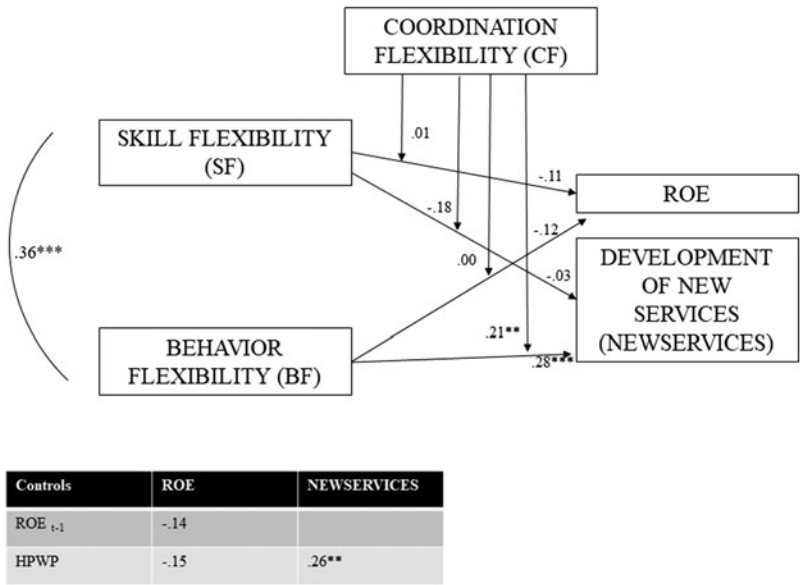 COORDINATION
FLEXIBILITY (CF)
SKILL FLEXIBILITY
(SF)
.01
-.11
ROE
-.18
-.12
.36***
.00
-.03
DEVELOPMENT
OF NEW
SERVICES
(NEWSERVICES)
.21**
.28***
BEHAVIOR
FLEXIBILITY (BF)
Controls ROE NEWSERVICES
ROE t-1 -.14
HPWP -.15 .26**